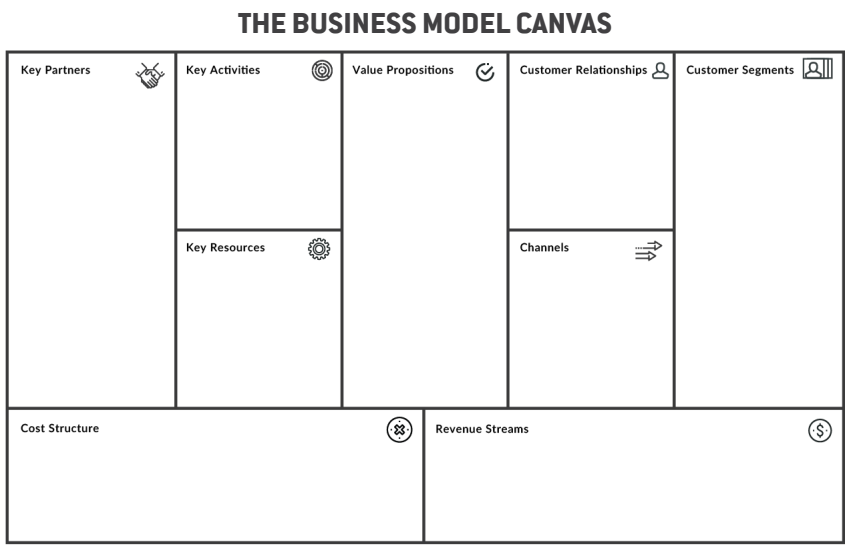 THE BUSINESS MODEL CANVAS
Key Partners
Key Activities
Value Propositions
Customer Relationships
Customer Segments
Key Resources
Channels
Cost Structure
Revenue Streams
$